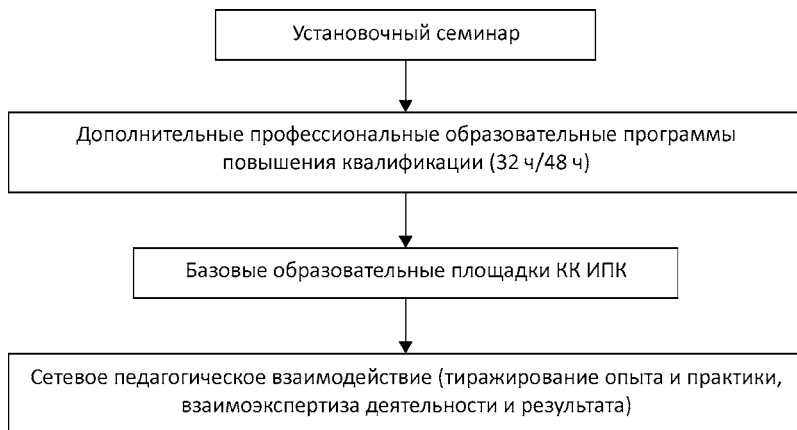 Установочный семинар
Дополнительные профессиональные образовательные программы
повышения квалификации (32 ч/48 ч)
Базовые образовательные площадки КК ИПК
Сетевое педагогическое взаимодействие (тиражирование опыта и практики,
взаимоэкспертиза деятельности и результата)